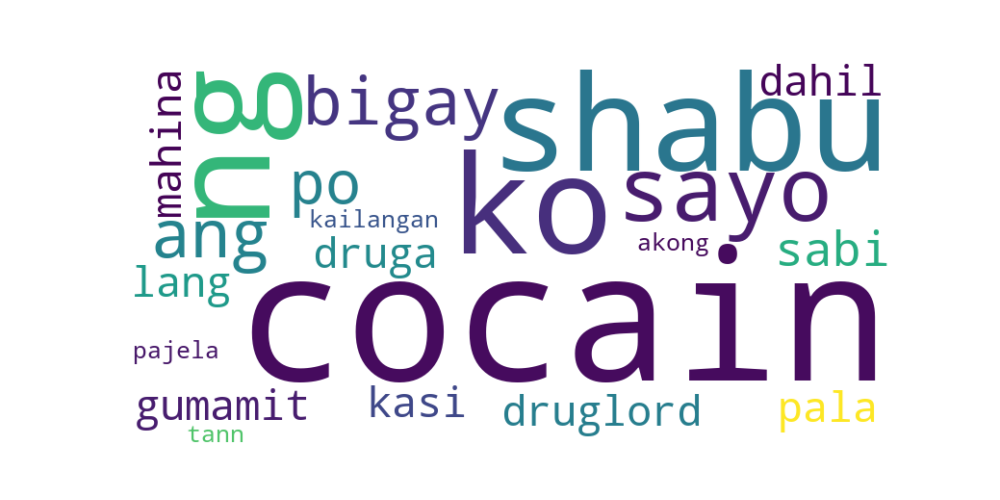 mahina
ng
bigay
shabu
dahil
po
ko
sayo
kailangan
ang
druga
akong
sabi
lang
cocain
pajela
gumamit
kasi
druglord
pala
tann